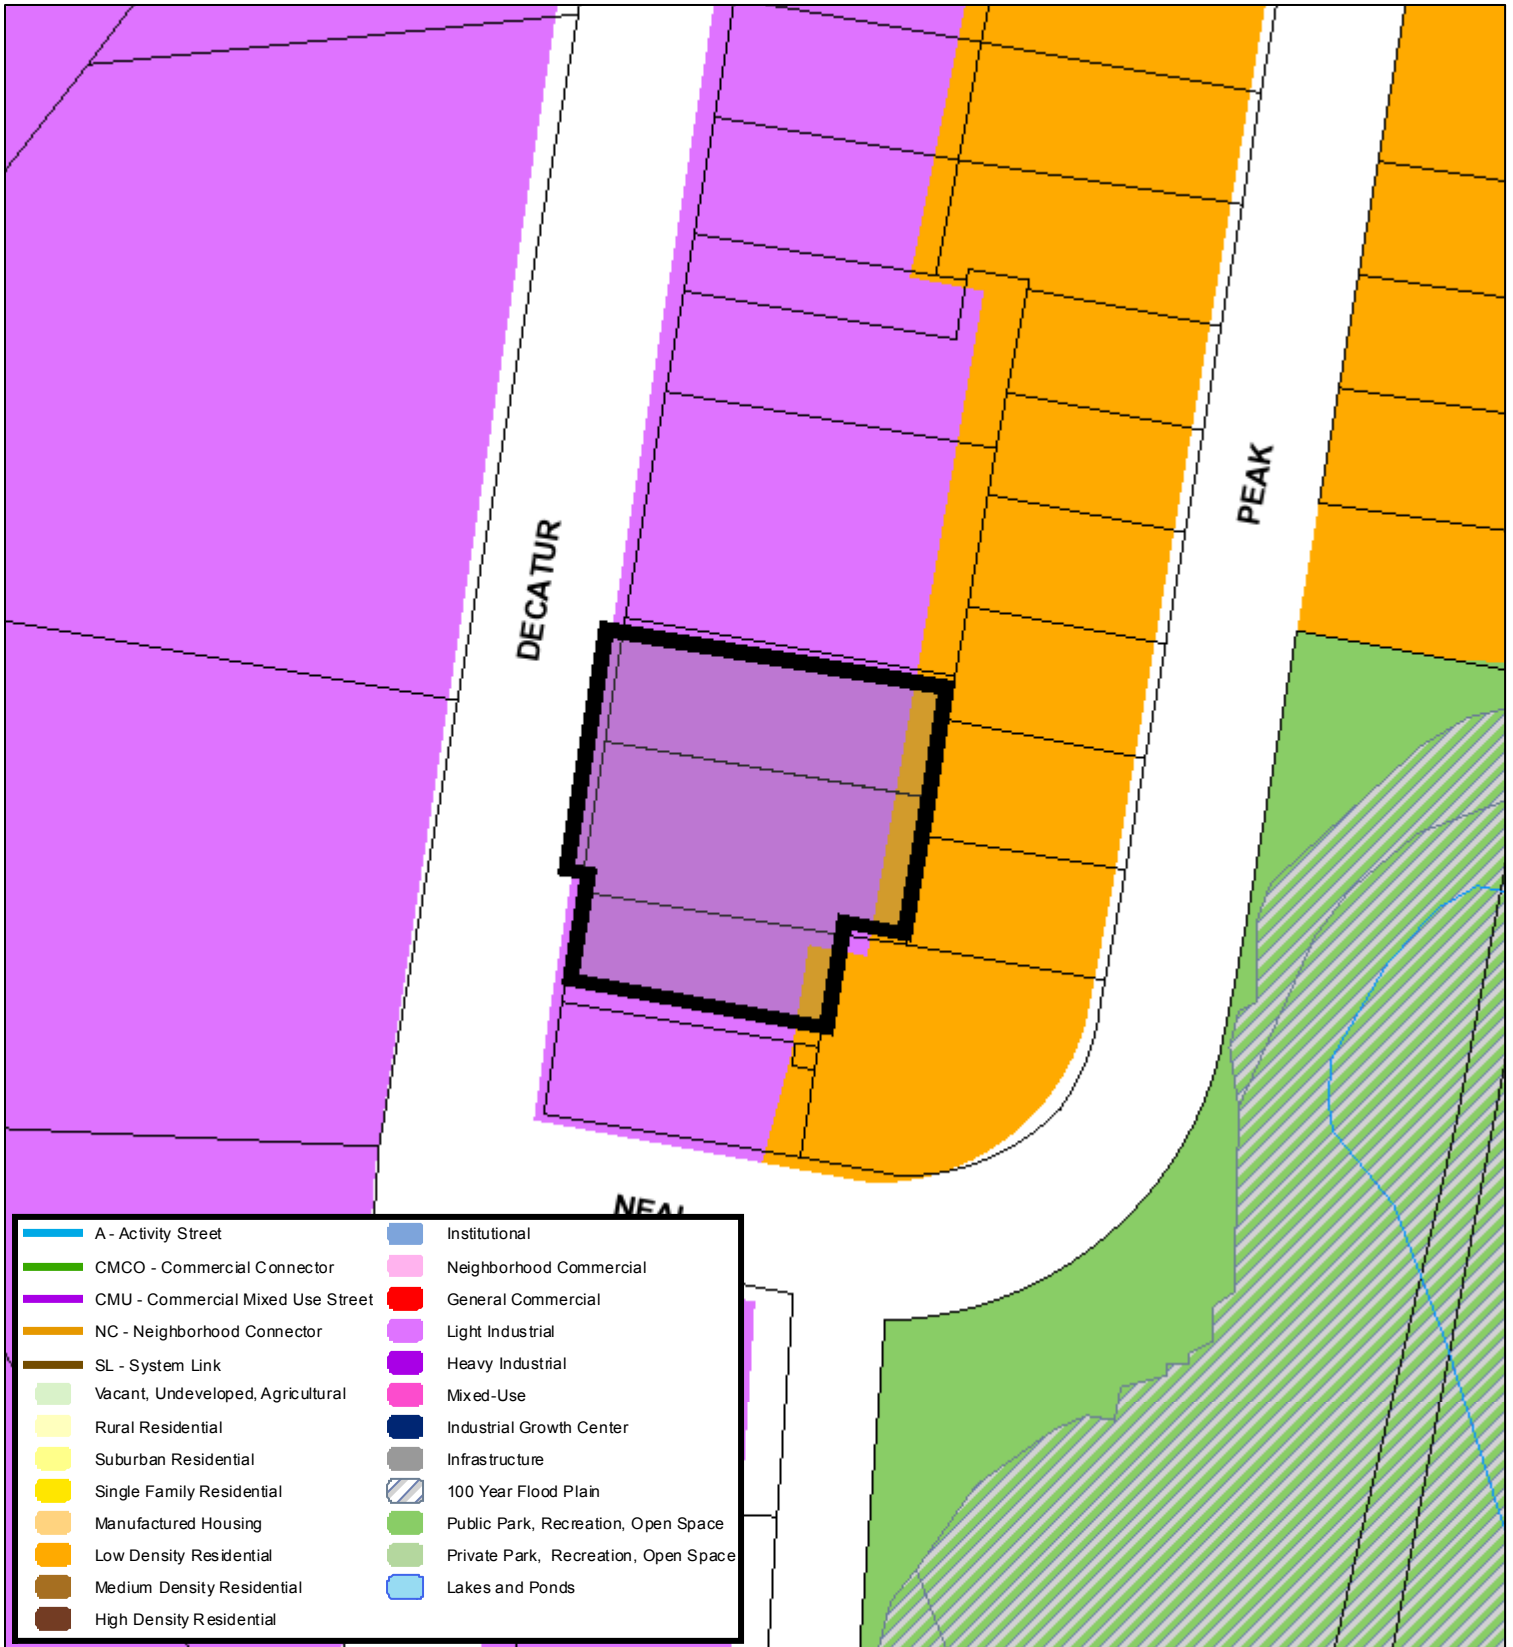 PEAK
DECATUR
A - Activity Street
CMCO - Commercial Connector
CMU - Commercial Mixed Use Street
NC - Neighborhood Connector
SL - System Link
Vacant, Undeveloped, Agricultural
Rural Residential
Suburban Residential
Single Family Residential
Manufactured Housing
Low Density Residential
Medium Density Residential
High Density Residential
Institutional
Neighborhood Commercial
General Commercial
Light Industrial
Heavy Industrial
Mixed-Use
Industrial Growth Center
Infrastructure
100 Year Flood Plain
Public Park, Recreation, Open Space
Private Park, Recreation, Open Space
Lakes and Ponds